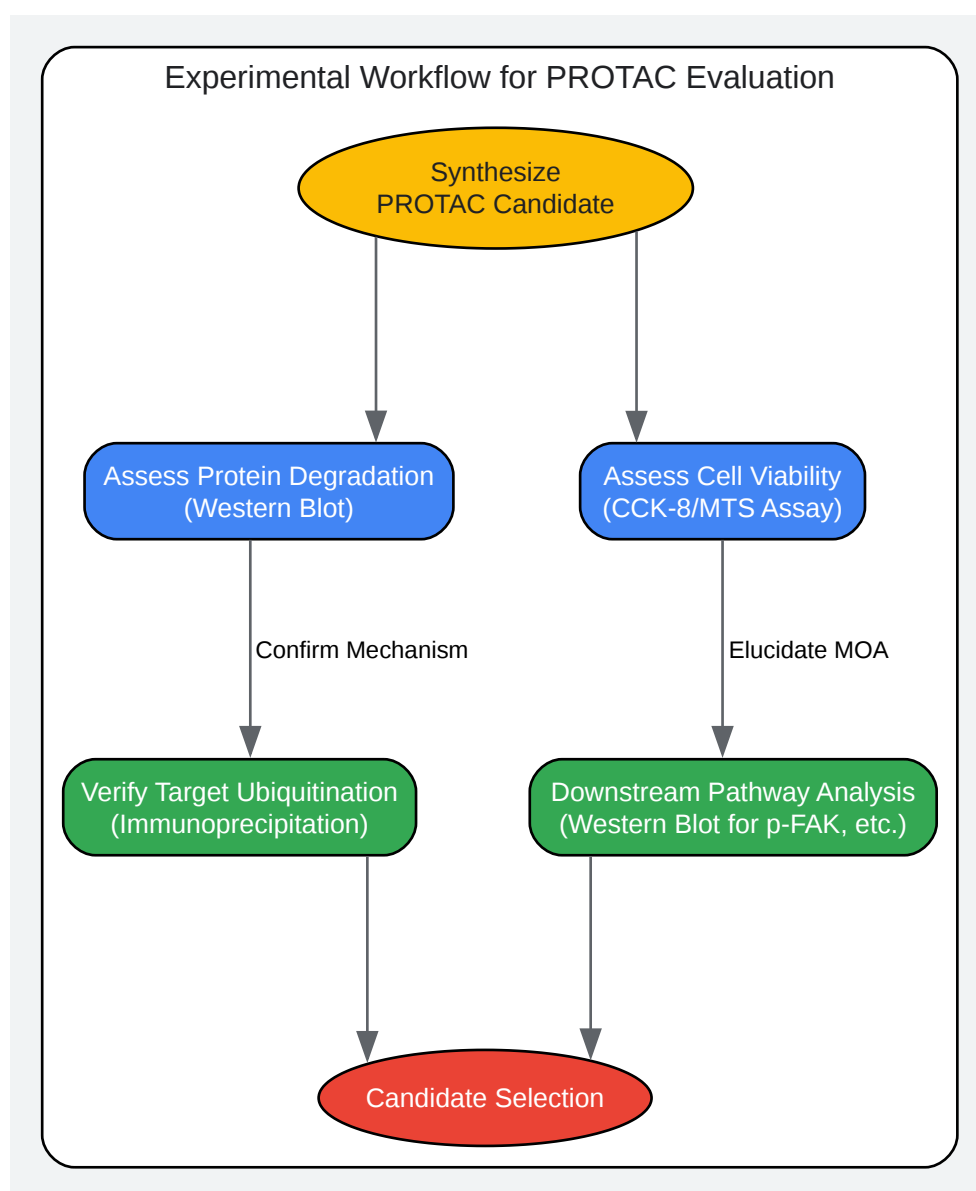 Experimental Workflow for PROTAC Evaluation
Synthesize
PROTAC Candidate
Assess Protein Degradation
(Western Blot)
Assess Cell Viability
(CCK-8/MTS Assay)
Confirm Mechanism
Elucidate MOA
Verify Target Ubiquitination
(Immunoprecipitation)
Downstream Pathway Analysis
(Western Blot for p-FAK, etc.)
Candidate Selection